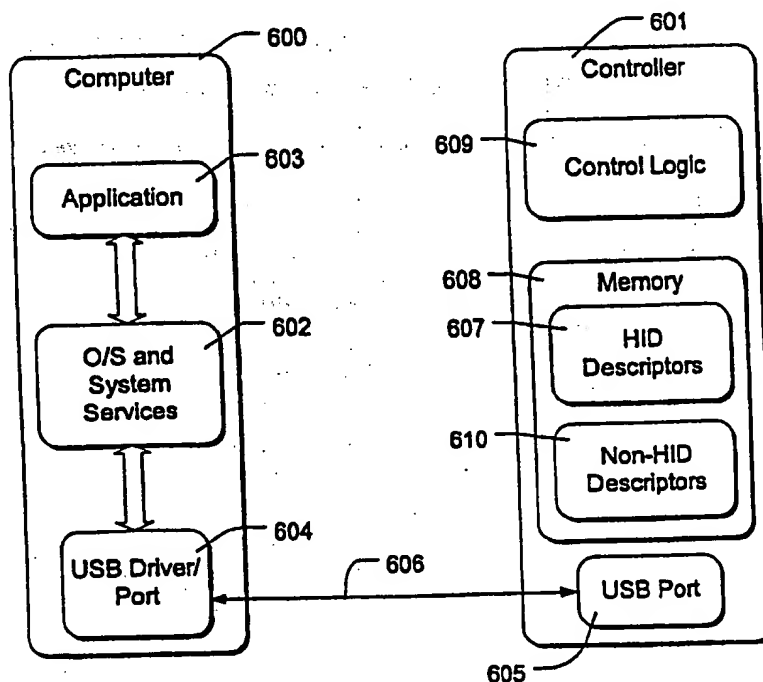 600
Computer
603
Application
602
O/S and
System
Services
604
USB Driver/
Port
606
601
Controller
609
Control Logic
608
Memory
607
HID
Descriptors
610
Non-HID
Descriptors
USB Port
605